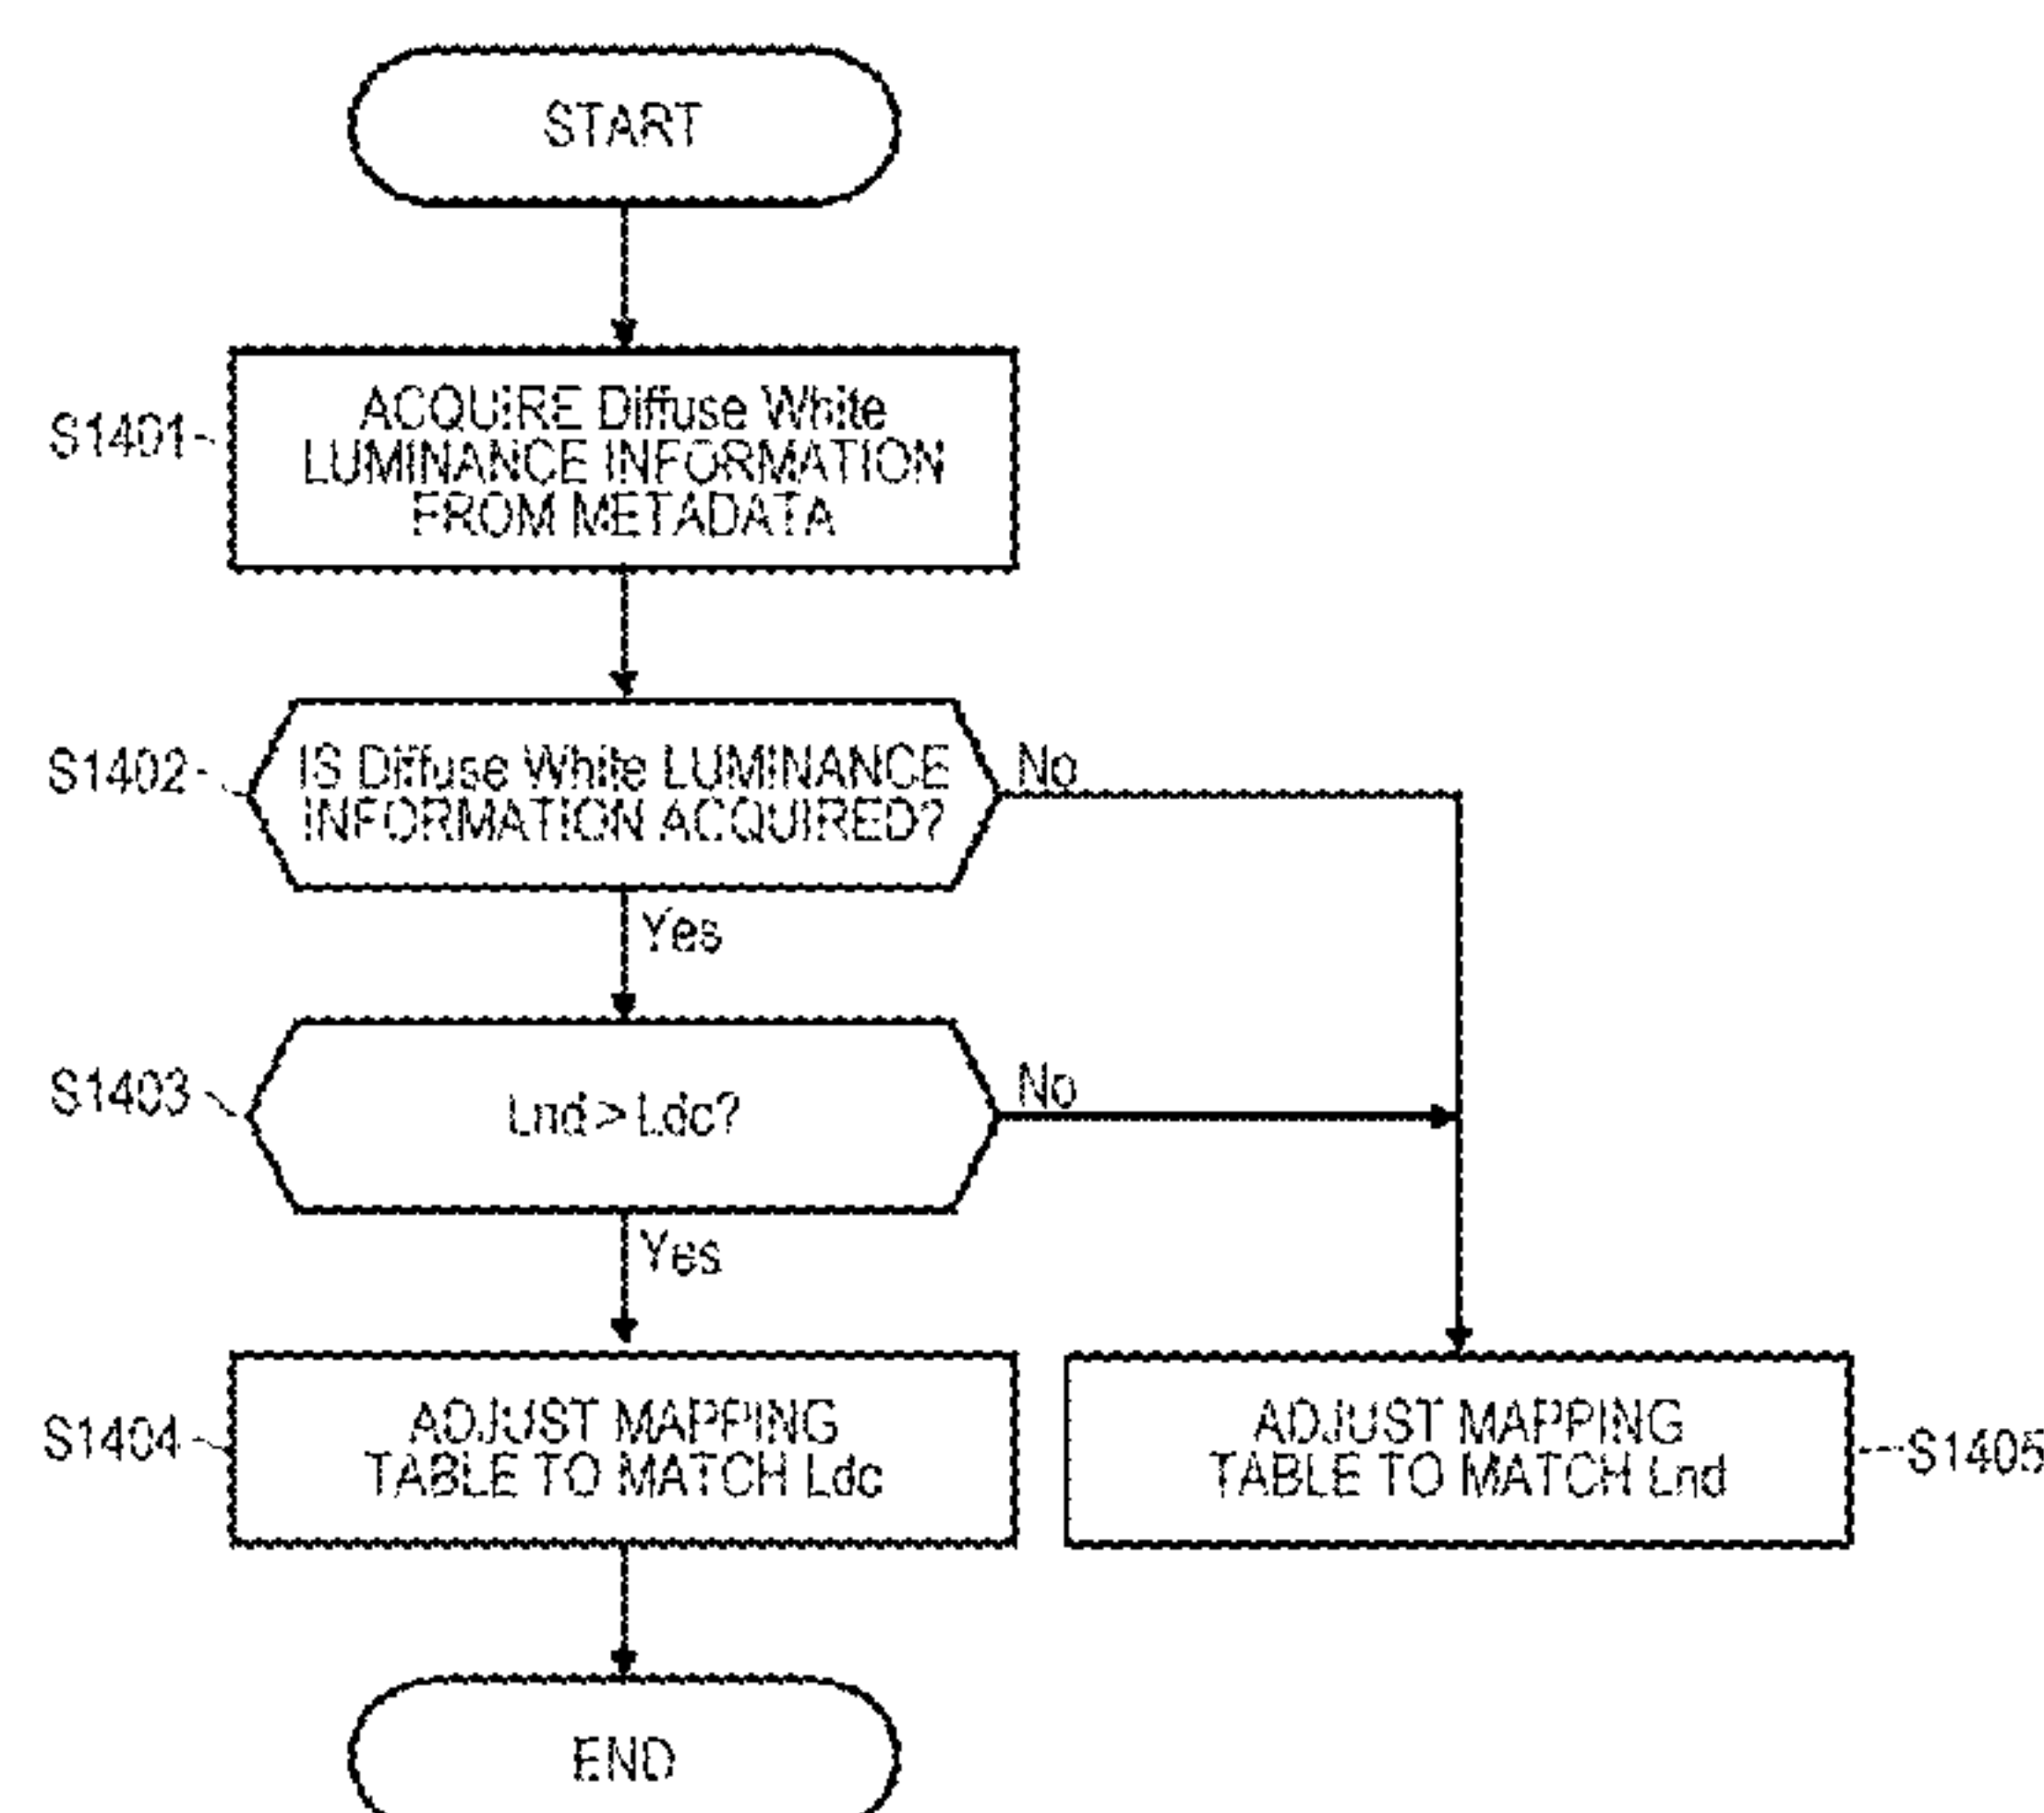 START
S1401
ACQUIRE Diffuse White
LUMINANCE INFORMATION
FROM METADATA
S1402
IS Diffuse White LUMINANCE
INFORMATION ACQUIRED?
No
Yes
S1403
Lnd > Ldc?
No
Yes
S1404
ADJUST MAPPING
TABLE TO MATCH Ldc
ADJUST MAPPING
TABLE TO MATCH Lnd
S1405
END